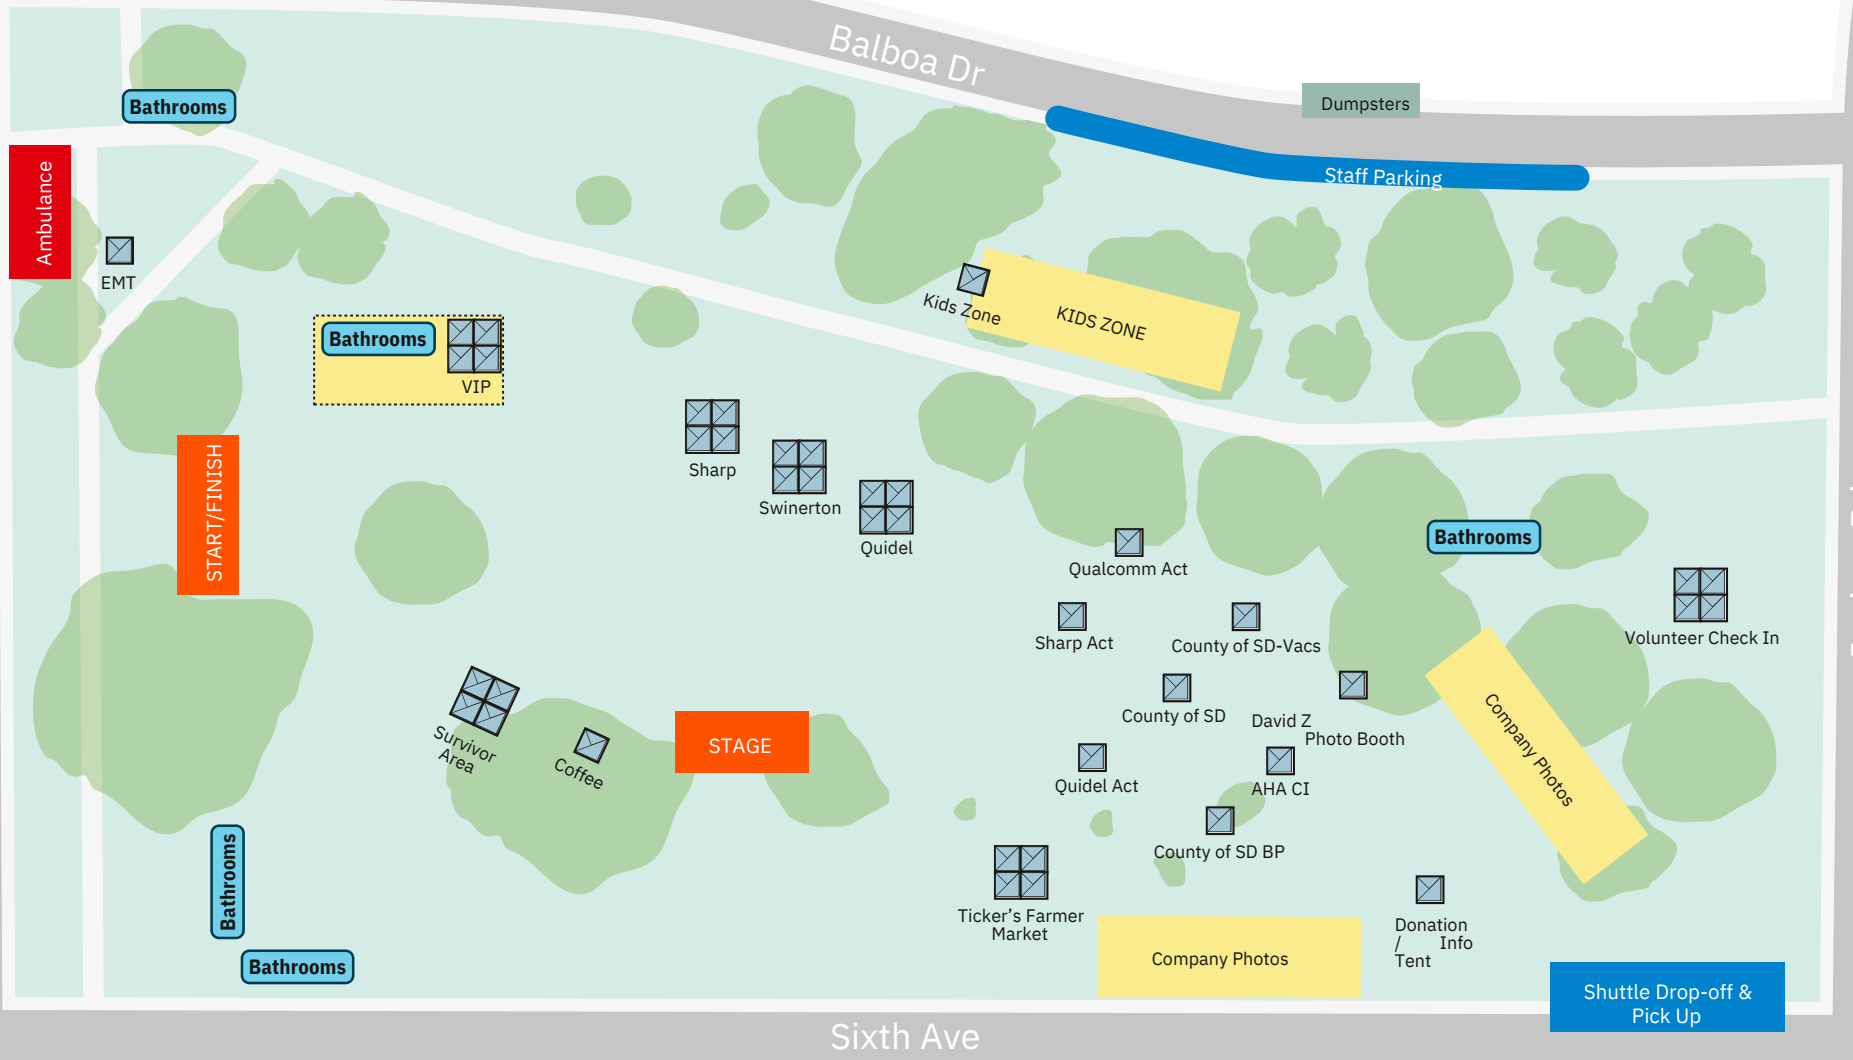 Balboa Dr
Bathrooms
Dumpsters
Ambulance
Staff Parking
EMT
Kids Zone
KIDS ZONE
Bathrooms
VIP
Sharp
Swinerton
Quidel
START/FINISH
Bathrooms
Qualcomm Act
Sharp Act
County of SD-Vacs
Volunteer Check In
County of SD
David Z
Photo Booth
Company Photos
Survivor
Area
Coffee
STAGE
Quidel Act
AHA CI
County of SD BP
Bathrooms
Ticker’s Farmer
Market
Donation
/ Info
Tent
Company Photos
Bathrooms
Shuttle Drop-off &
Pick Up
Sixth Ave